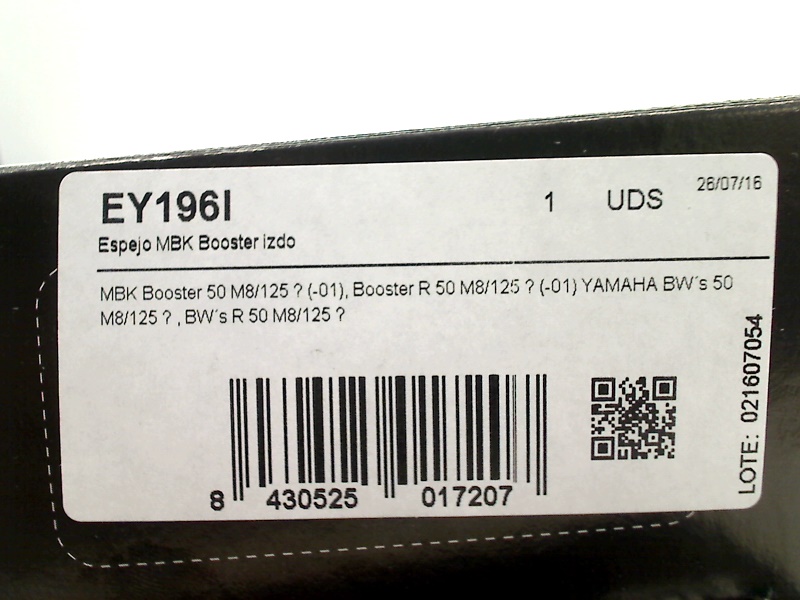 EY196I 1 UDS 26/07/16
Espejo MBK Booster izdo
MBK Booster 50 M8/125 ? (-01), Booster R 50 M8/125 ? (-01) YAMAHA BW´s 50
M8/125 ? , BW´s R 50 M8/125 ?
LOTE: 021607054
8 430525 017207